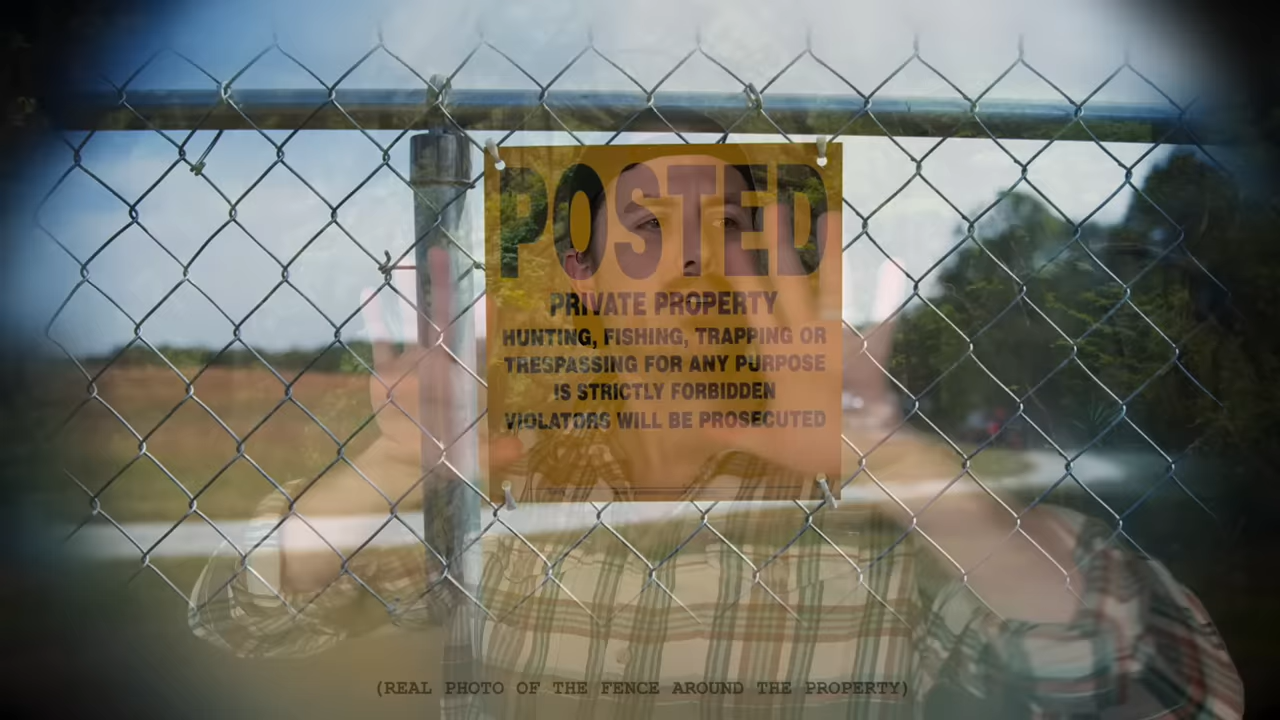 POSTED
PRIVATE PROPERTY
HUNTING, FISHING, TRAPPING OR
TRESPASSING FOR ANY PURPOSE
IS STRICTLY FORBIDDEN
VIOLATORS WILL BE PROSECUTED
(REAL PHOTO OF THE FENCE AROUND THE PROPERTY)